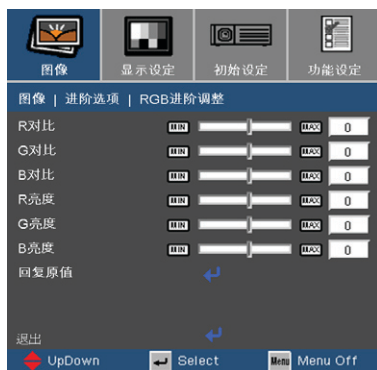 图像 显示设定 初始设定 功能设定
图像 | 进阶选项 | RGB进阶调整
R对比 MIN MAX 0
G对比 MIN MAX 0
B对比 MIN MAX 0
R亮度 MIN MAX 0
G亮度 MIN MAX 0
B亮度 MIN MAX 0
回复原值
退出
UpDown Select Menu Menu Off